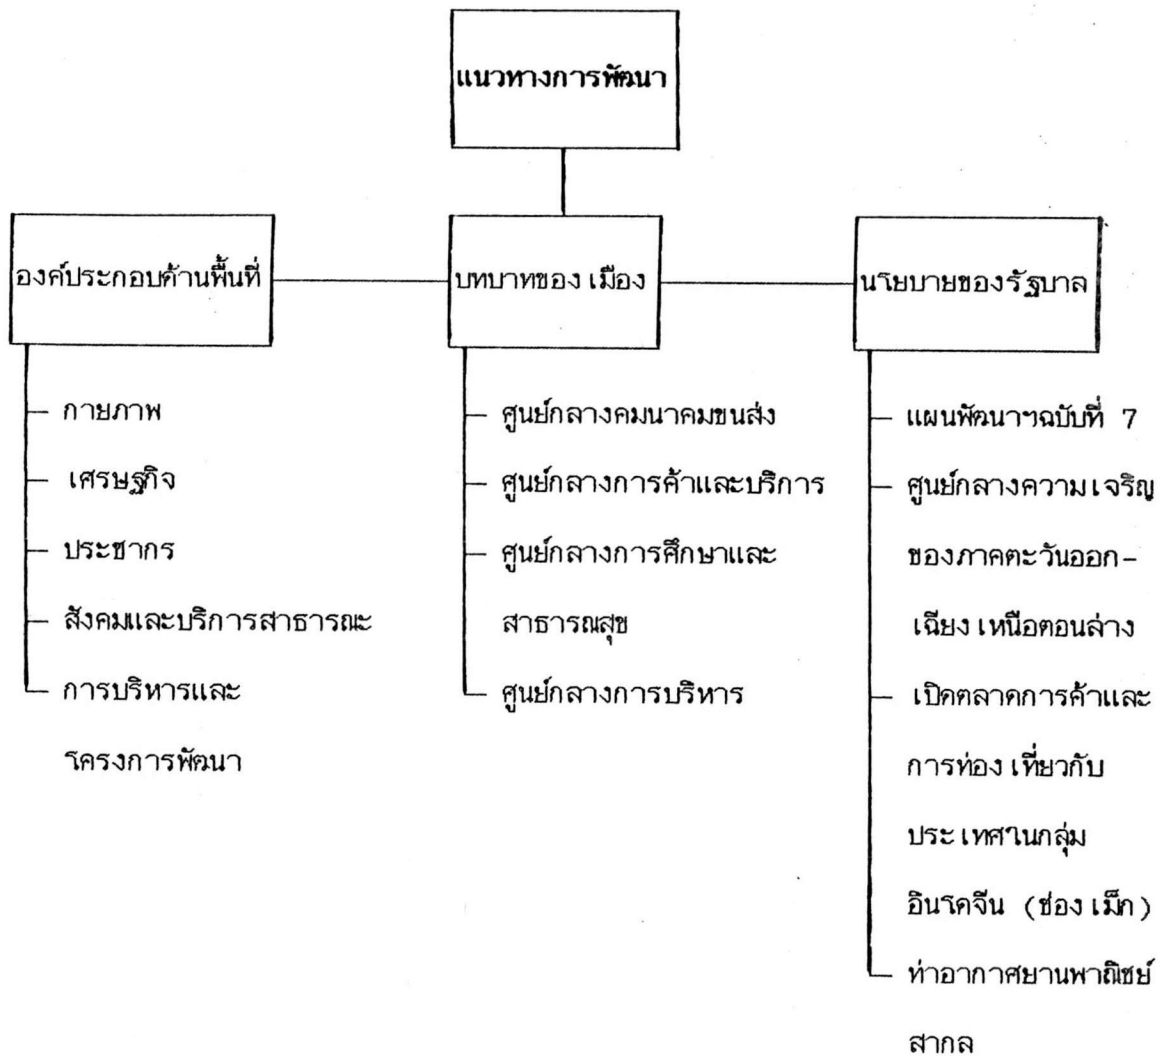 แนวทางการพัฒนา
องค์ประกอบด้านพื้นที่
บทบาทของเมือง
นโยบายของรัฐบาล
กายภาพ
เศรษฐกิจ
ประชากร
สังคมและบริการสาธารณะ
การบริหารและ
โครงการพัฒนา
ศูนย์กลางคมนาคมขนส่ง
ศูนย์กลางการค้าและบริการ
ศูนย์กลางการศึกษาและ
สาธารณสุข
ศูนย์กลางการบริหาร
แผนพัฒนาฯฉบับที่ 7
ศูนย์กลางความเจริญ
ของภาคตะวันออก-
เฉียงเหนือตอนล่าง
เปิดตลาดการค้าและ
การท่องเที่ยวกับ
ประเทศในกลุ่ม
อินโดจีน (ช่องเม็ก)
ท่าอากาศยานพาณิชย์
สากล